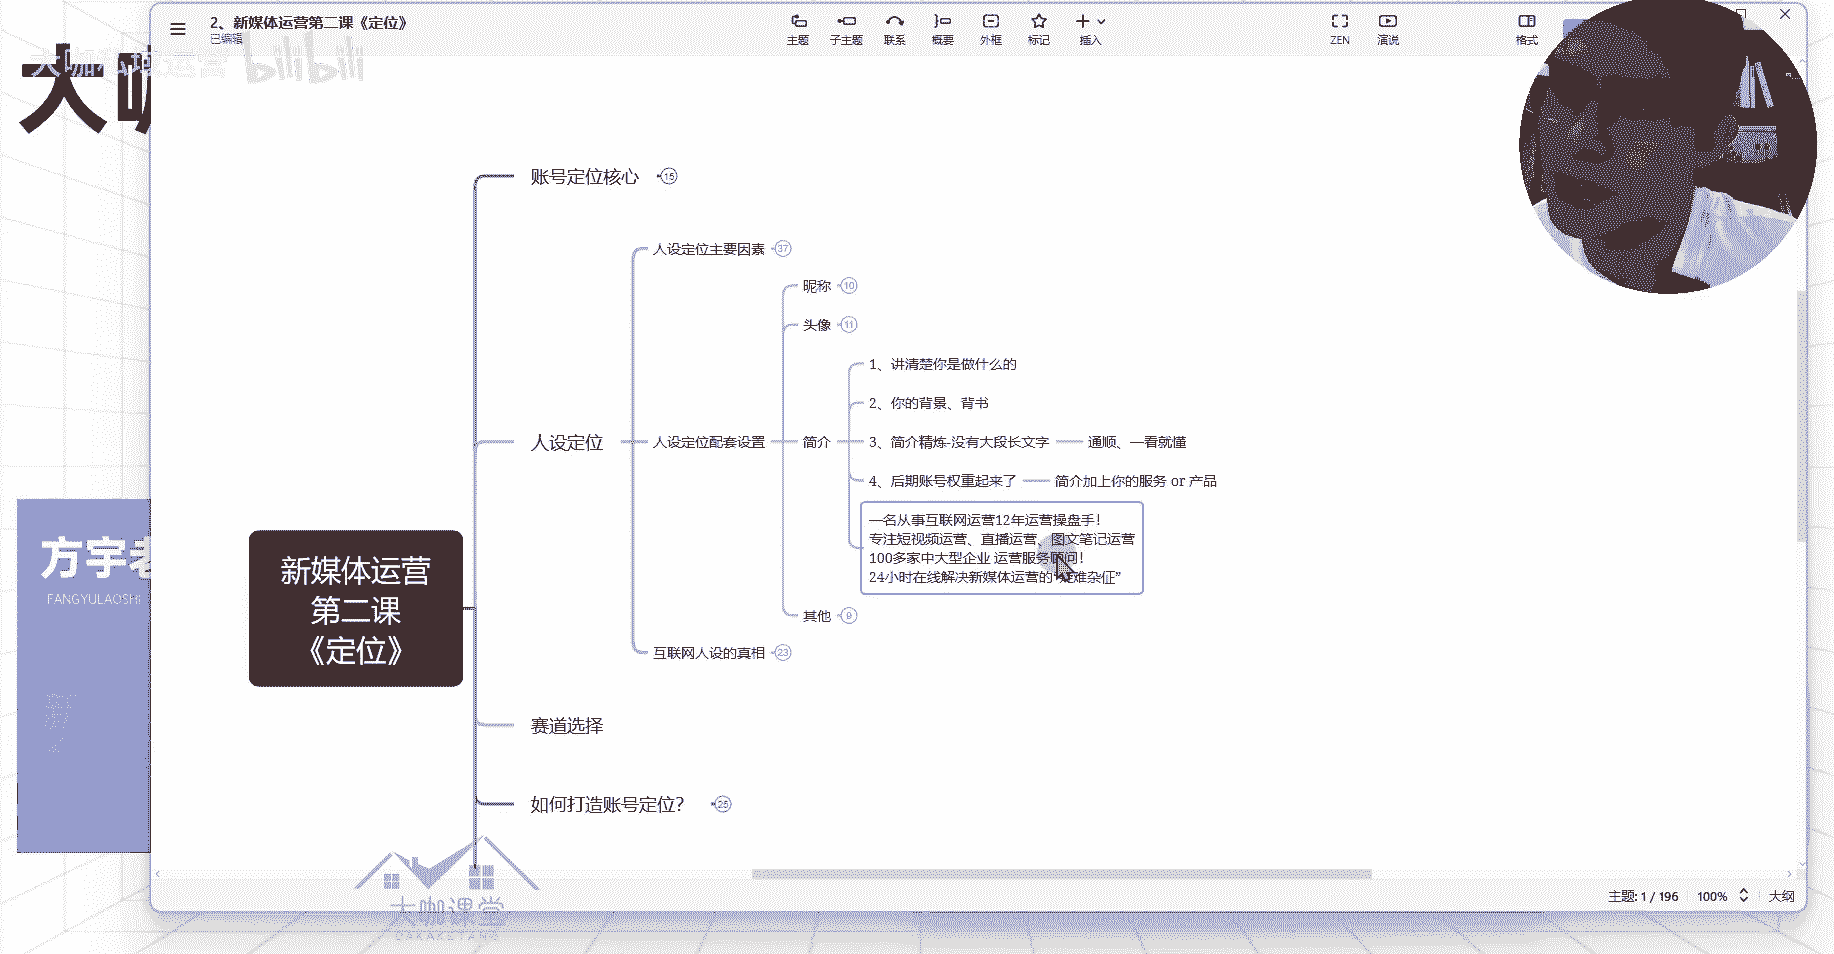 2、新媒体运营第二课《定位》
已编辑
主题
子主题
联系
概要
外框
标记
插入
ZEN
演说
格式
bilibili
大咖
账号定位核心
15
人设定位主要因素
37
昵称
10
头像
11
1、讲清楚你是做什么的
2、你的背景、背书
人设定位
人设定位配套设置
简介
3、简介精炼-没有大段长文字
通顺、一看就懂
4、后期账号权重起来了
简介加上你的服务 or 产品
一名从事互联网运营12年运营操盘手！
专注短视频运营、直播运营、图文笔记运营
100多家中大型企业 运营服务顾问！
24小时在线解决新媒体运营的“疑难杂症”
其他
9
互联网人设的真相
23
新媒体运营
第二课
《定位》
赛道选择
如何打造账号定位？
25
方宇老
FANGYULAOSHI
大咖课堂
DAKAKETANG
主题: 1 / 196
100%
大纲